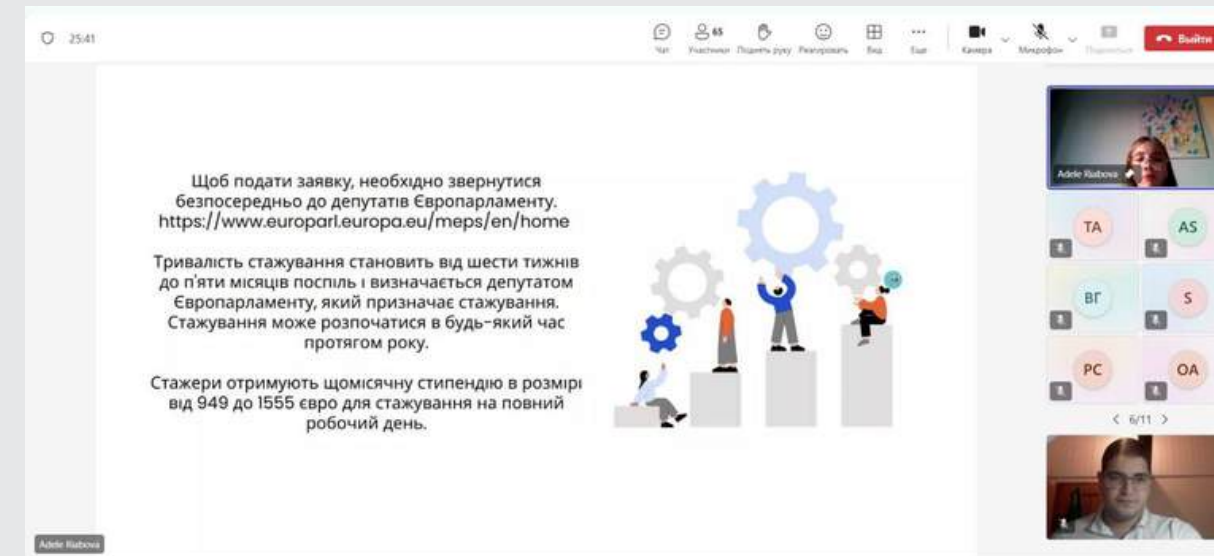 25:41
Чат
65
Участники
Поднять руку
Реагировать
Вид
Еще
Камера
Микрофон
Поделиться
Выйти
Щоб подати заявку, необхідно звернутися
безпосередньо до депутатів Європарламенту.
https://www.europarl.europa.eu/meps/en/home
Тривалість стажування становить від шести тижнів
до п'яти місяців поспіль і визначається депутатом
Європарламенту, який призначає стажування.
Стажування може розпочатися в будь-який час
протягом року.
Стажери отримують щомісячну стипендію в розмірі
від 949 до 1555 євро для стажування на повний
робочий день.
Adele Riabova
Adele Riabova
TA
AS
ВГ
S
PC
OA
6/11